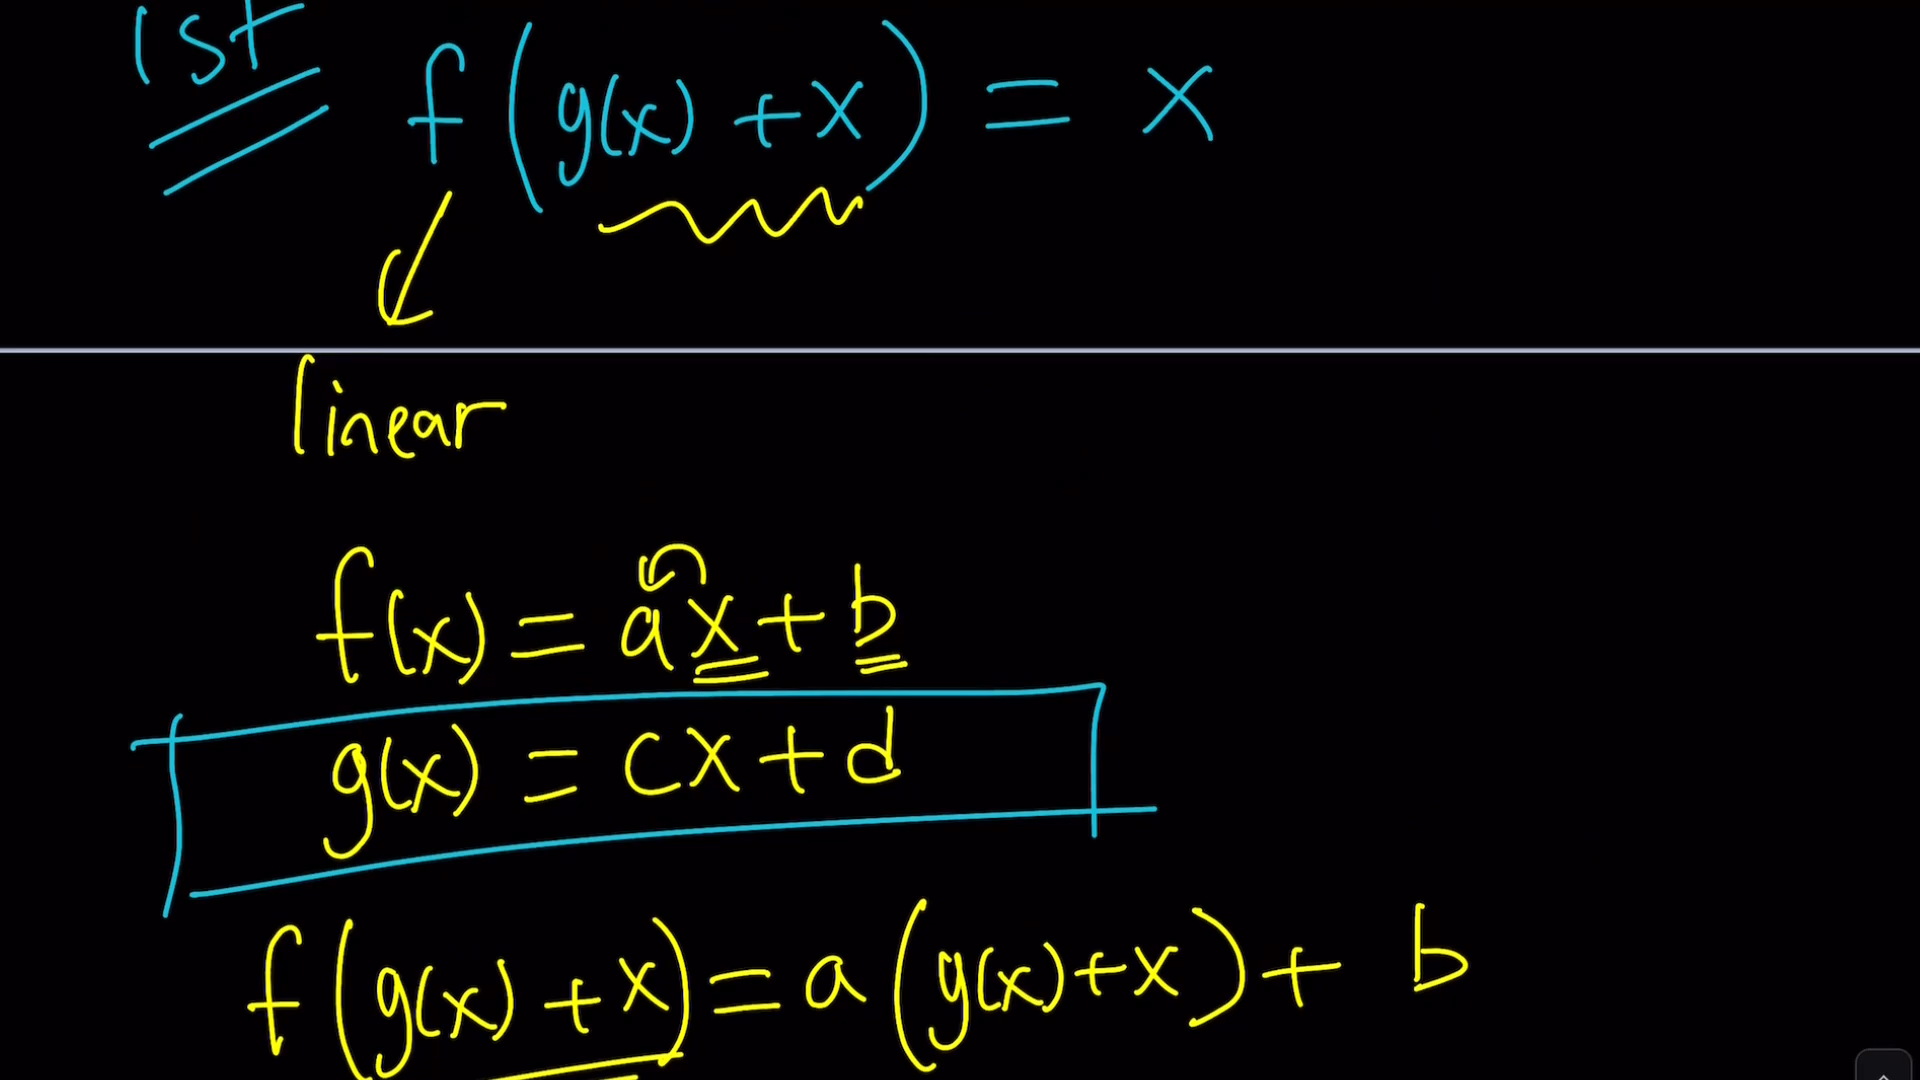 1st f(g(x)+x) = x
linear
f(x) = ax+b
g(x) = cx+d
f(g(x)+x) = a(g(x)+x)+ b